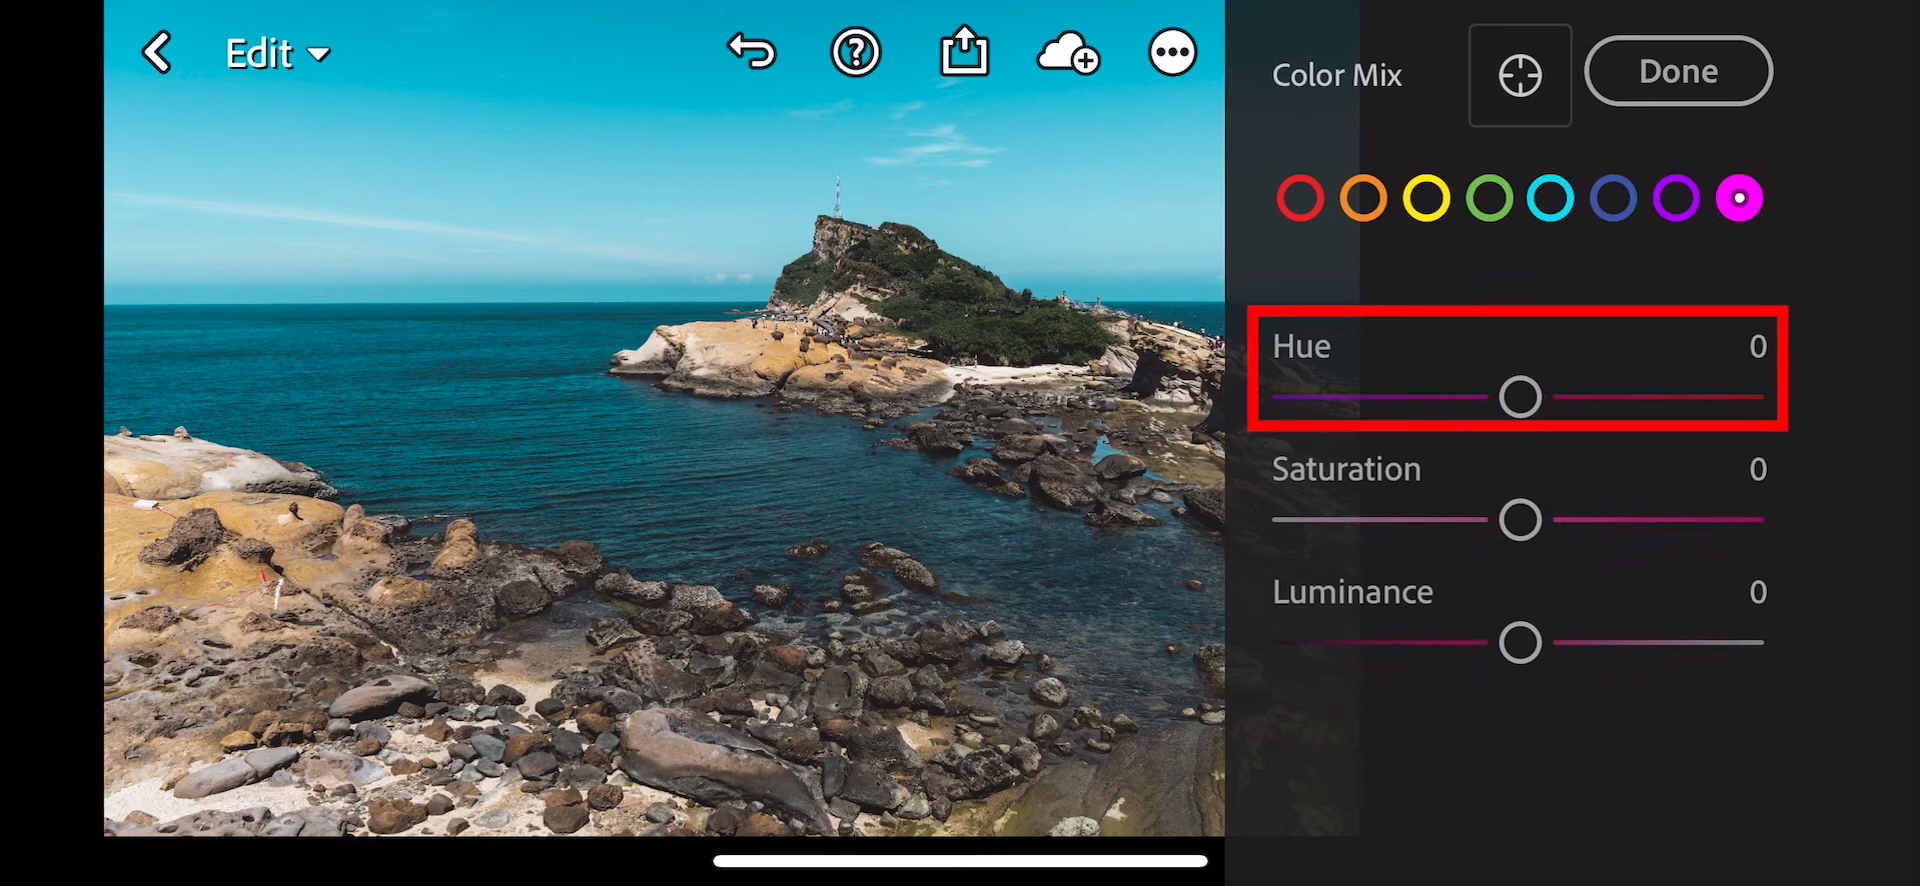 Edit
Color Mix
Done
Hue 0
Saturation 0
Luminance 0